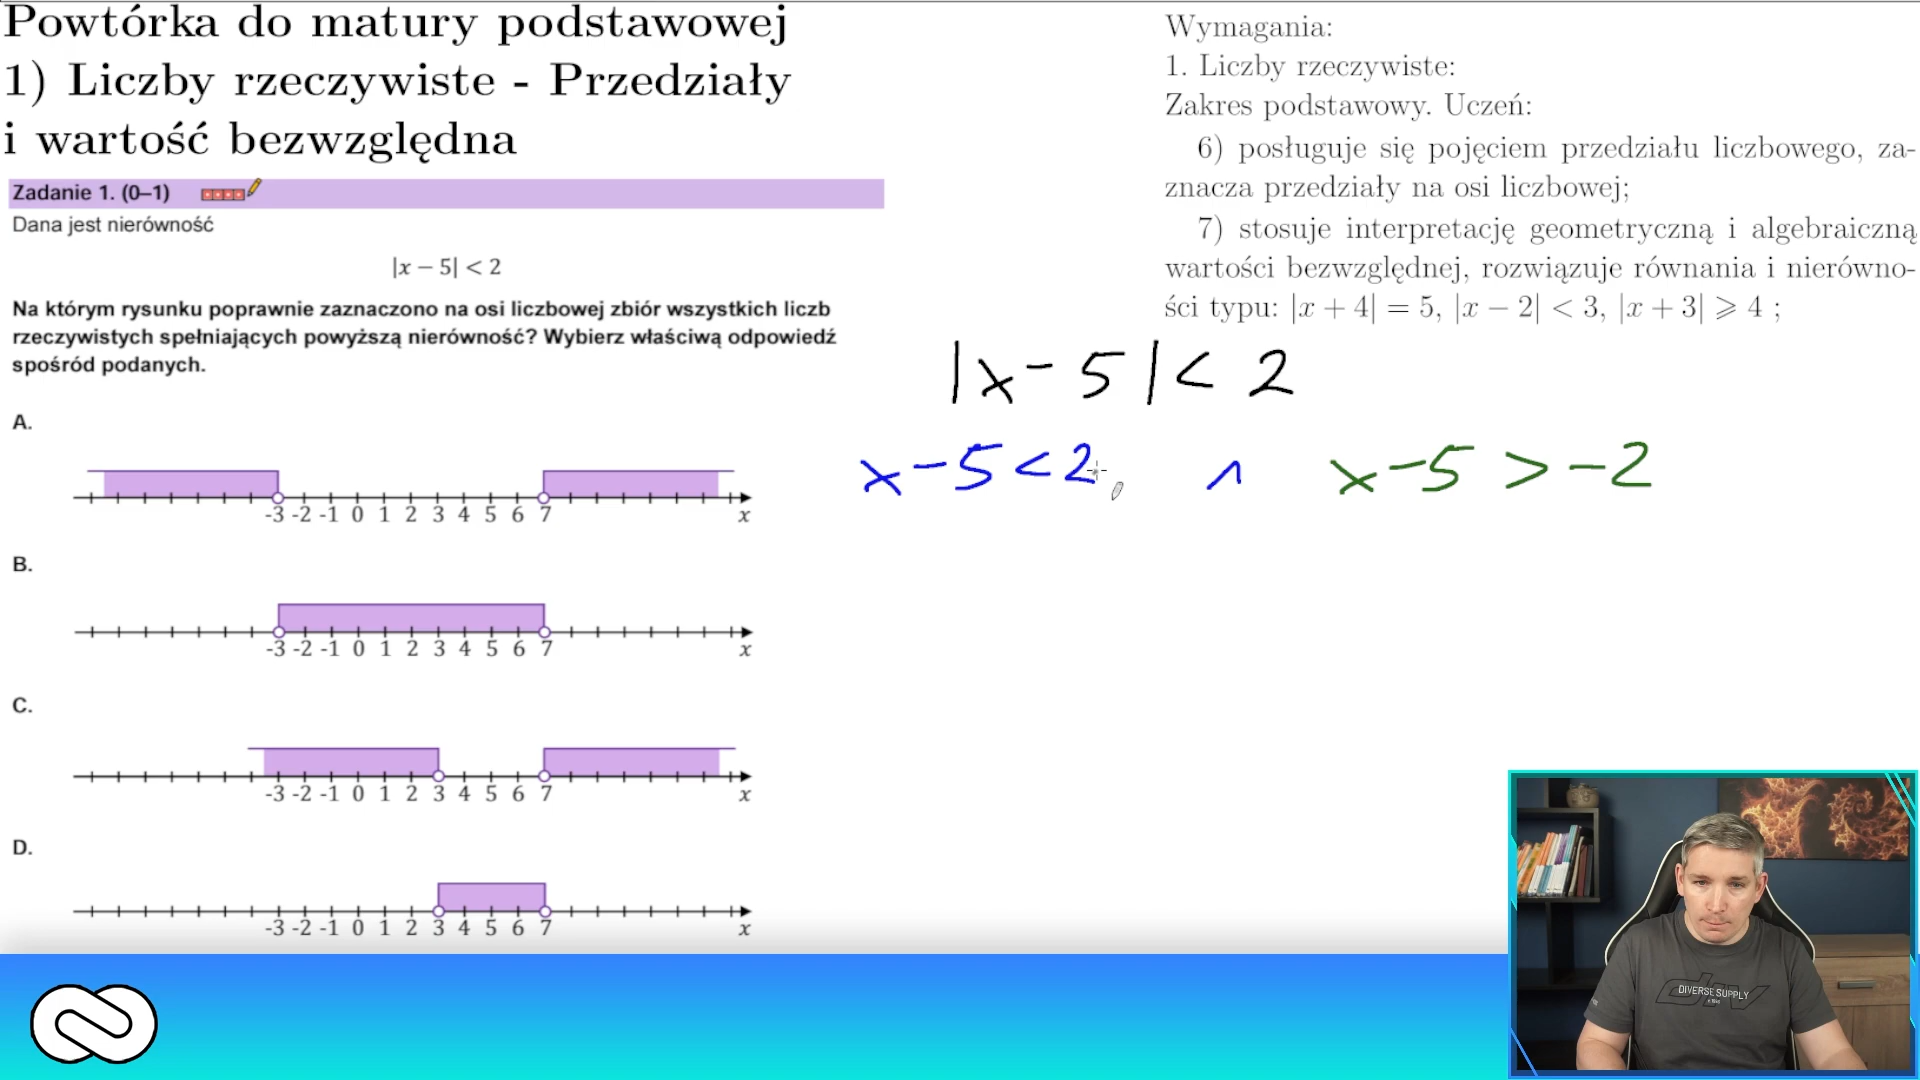 Powtórka do matury podstawowej
1) Liczby rzeczywiste - Przedziały
i wartość bezwzględna
Zadanie 1. (0–1)
Dana jest nierówność
|x − 5| < 2
Na którym rysunku poprawnie zaznaczono na osi liczbowej zbiór wszystkich liczb
rzeczywistych spełniających powyższą nierówność? Wybierz właściwą odpowiedź
spośród podanych.
A.
-3 -2 -1 0 1 2 3 4 5 6 7 x
B.
-3 -2 -1 0 1 2 3 4 5 6 7 x
C.
-3 -2 -1 0 1 2 3 4 5 6 7 x
D.
-3 -2 -1 0 1 2 3 4 5 6 7 x
Wymagania:
1. Liczby rzeczywiste:
Zakres podstawowy. Uczeń:
6) posługuje się pojęciem przedziału liczbowego, za-
znacza przedziały na osi liczbowej;
7) stosuje interpretację geometryczną i algebraiczną
wartości bezwzględnej, rozwiązuje równania i nierówno-
ści typu: |x + 4| = 5, |x − 2| < 3, |x + 3| ⩾ 4 ;
|x - 5| < 2
x - 5 < 2 ∧ x - 5 > -2
DIVERSE SUPPLY